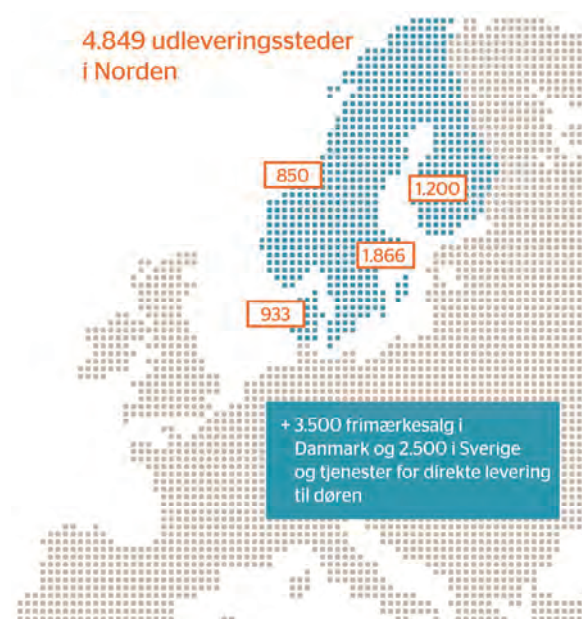 4.849 udleveringssteder
i Norden
850
1.200
1.866
933
+ 3.500 frimærkesalg i
Danmark og 2.500 i Sverige
og tjenester for direkte levering
til døren